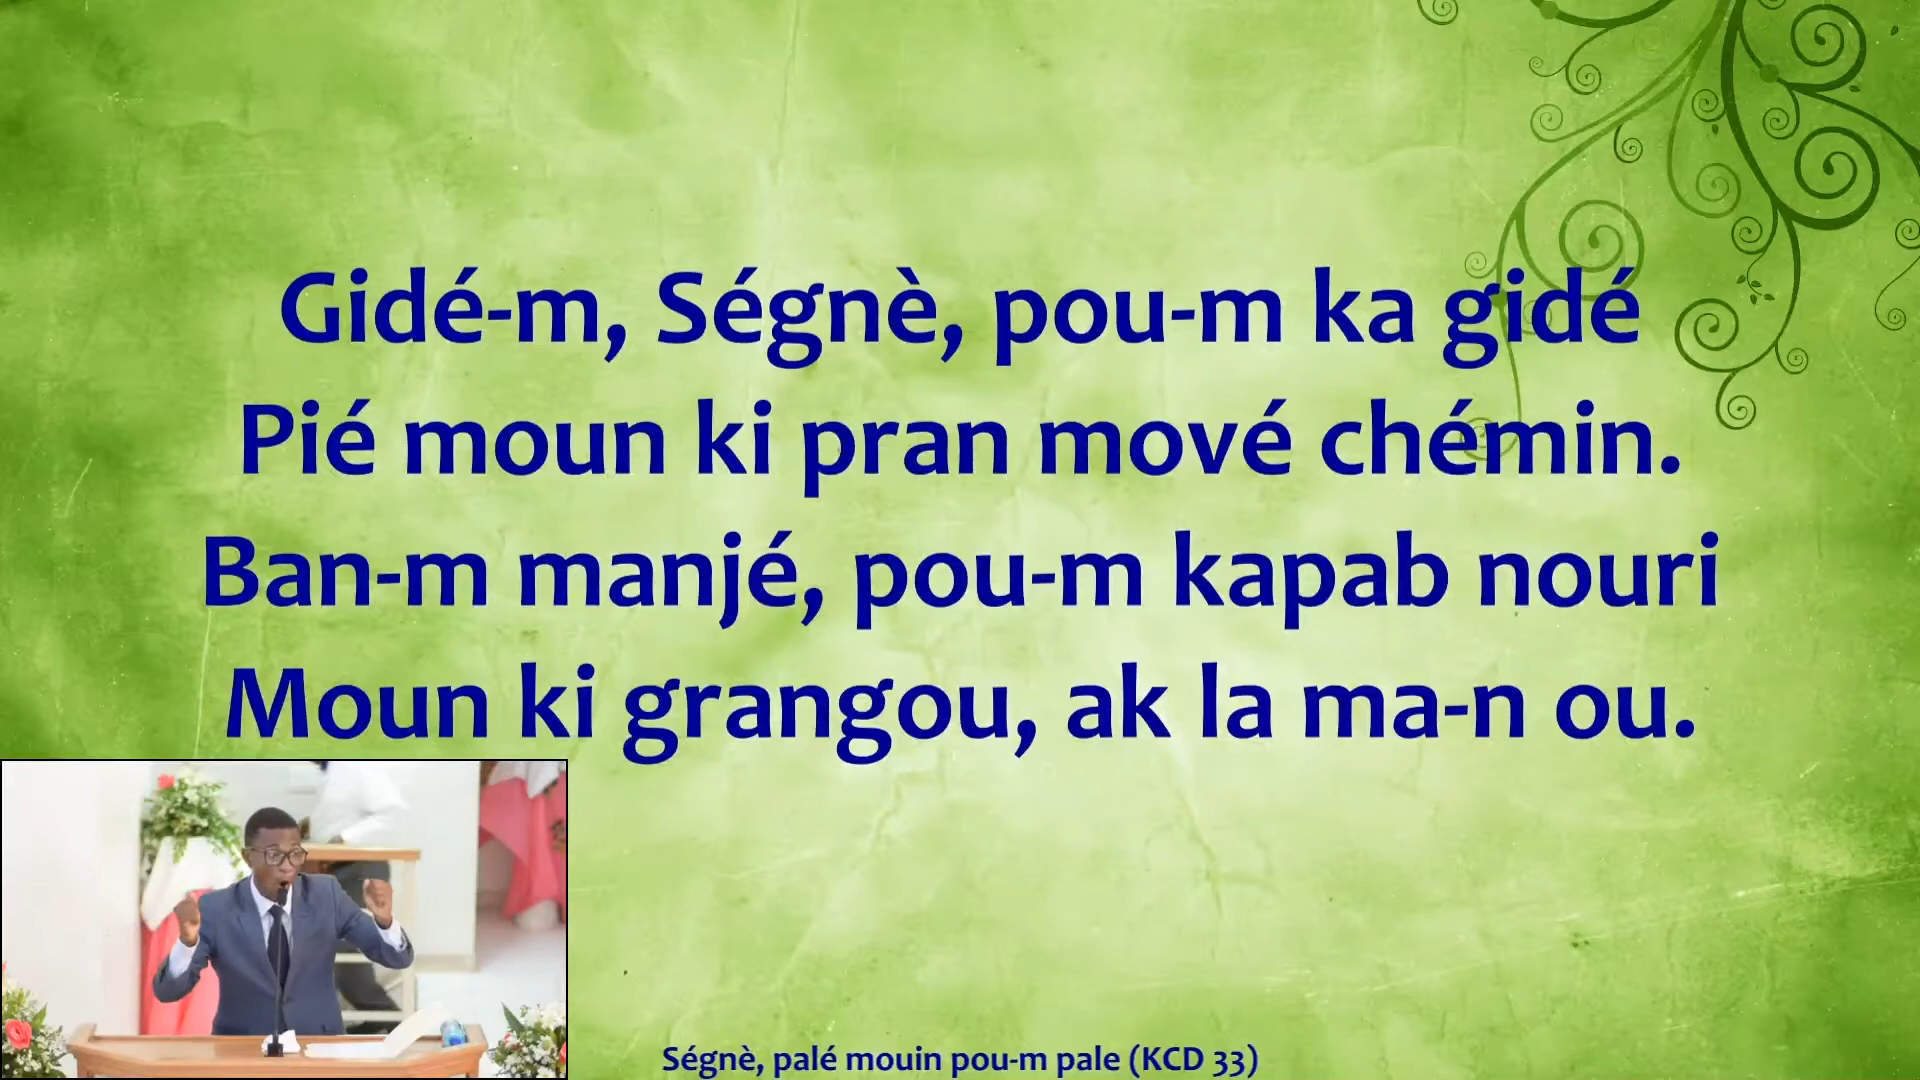 Gidé-m, Ségnè, pou-m ka gidé
Pié moun ki pran mové chémin.
Ban-m manjé, pou-m kapab nouri
Moun ki grangou, ak la ma-n ou.
Ségnè, palé mouin pou-m pale (KCD 33)